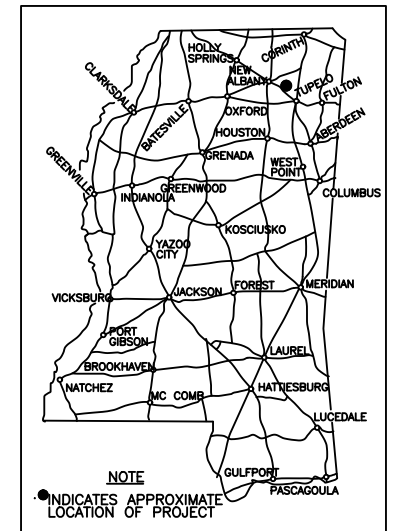 HOLLY
SPRINGS
CORINTH
NEW
ALBANY
CLARKSDALE
BATESVILLE
TUPELO
FULTON
OXFORD
HOUSTON
ABERDEEN
GRENADA
WEST
POINT
GREENVILLE
INDIANOLA
GREENWOOD
COLUMBUS
KOSCIUSKO
YAZOO
CITY
VICKSBURG
JACKSON
FOREST
MERIDIAN
PORT
GIBSON
BROOKHAVEN
LAUREL
NATCHEZ
MC COMB
HATTIESBURG
LUCEDALE
GULFPORT
PASCAGOULA
NOTE
INDICATES APPROXIMATE
LOCATION OF PROJECT